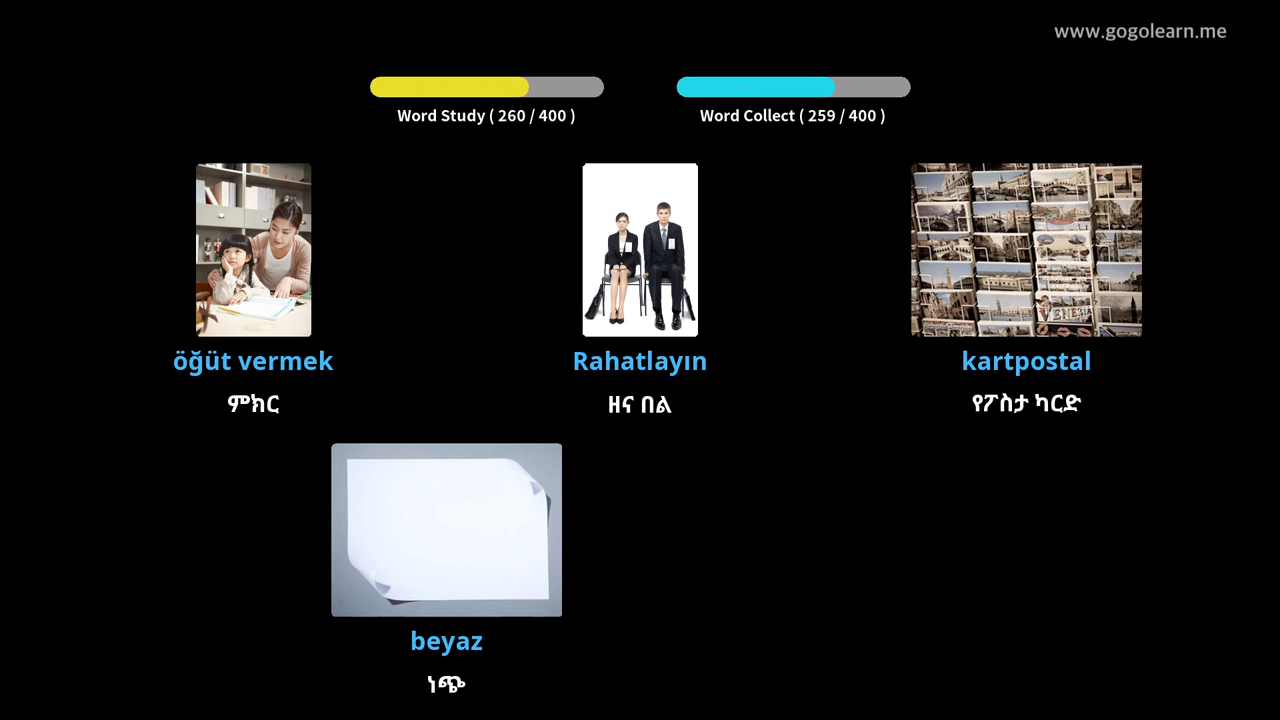 www.gogolearn.me
Word Study ( 260 / 400 )
Word Collect ( 259 / 400 )
öğüt vermek
ምክር
Rahatlayın
ዘና በል
kartpostal
የፖስታ ካርድ
VENEZIA
beyaz
ነጭ